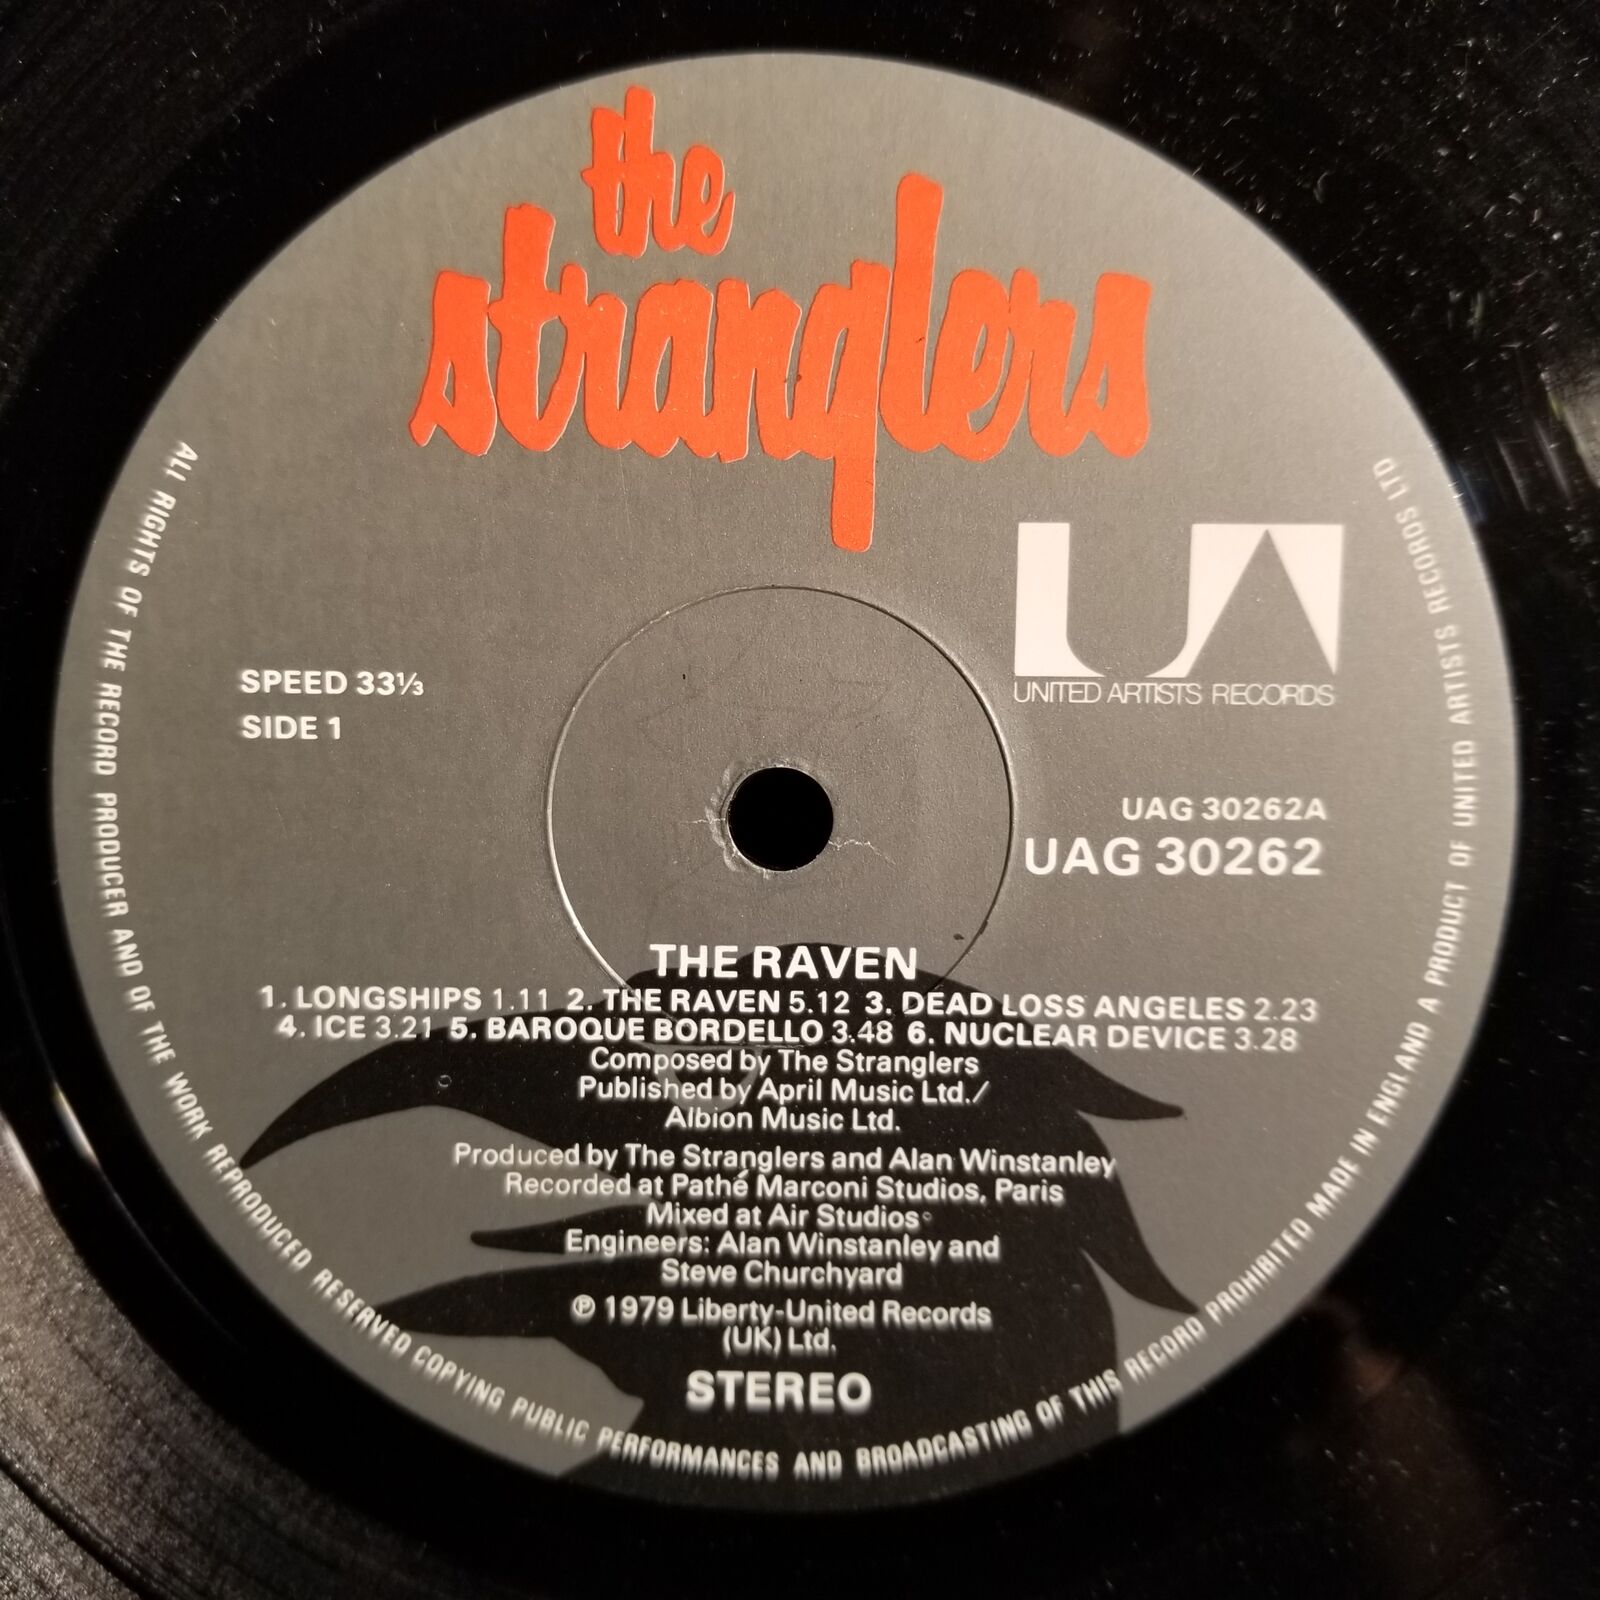 the
stranglers
UNITED ARTISTS RECORDS
SPEED 33⅓
SIDE 1
UAG 30262A
UAG 30262
THE RAVEN
1. LONGSHIPS 1.11 2. THE RAVEN 5.12 3. DEAD LOSS ANGELES 2.23
4. ICE 3.21 5. BAROQUE BORDELLO 3.48 6. NUCLEAR DEVICE 3.28
Composed by The Stranglers
Published by April Music Ltd./
Albion Music Ltd.
Produced by The Stranglers and Alan Winstanley
Recorded at Pathé Marconi Studios, Paris
Mixed at Air Studios
Engineers: Alan Winstanley and
Steve Churchyard
℗ 1979 Liberty-United Records
(UK) Ltd.
STEREO
ALL RIGHTS OF THE RECORD PRODUCER AND OF THE WORK REPRODUCED RESERVED COPYING PUBLIC PERFORMANCES AND BROADCASTING OF THIS RECORD PROHIBITED MADE IN ENGLAND A PRODUCT OF UNITED ARTISTS RECORDS LTD